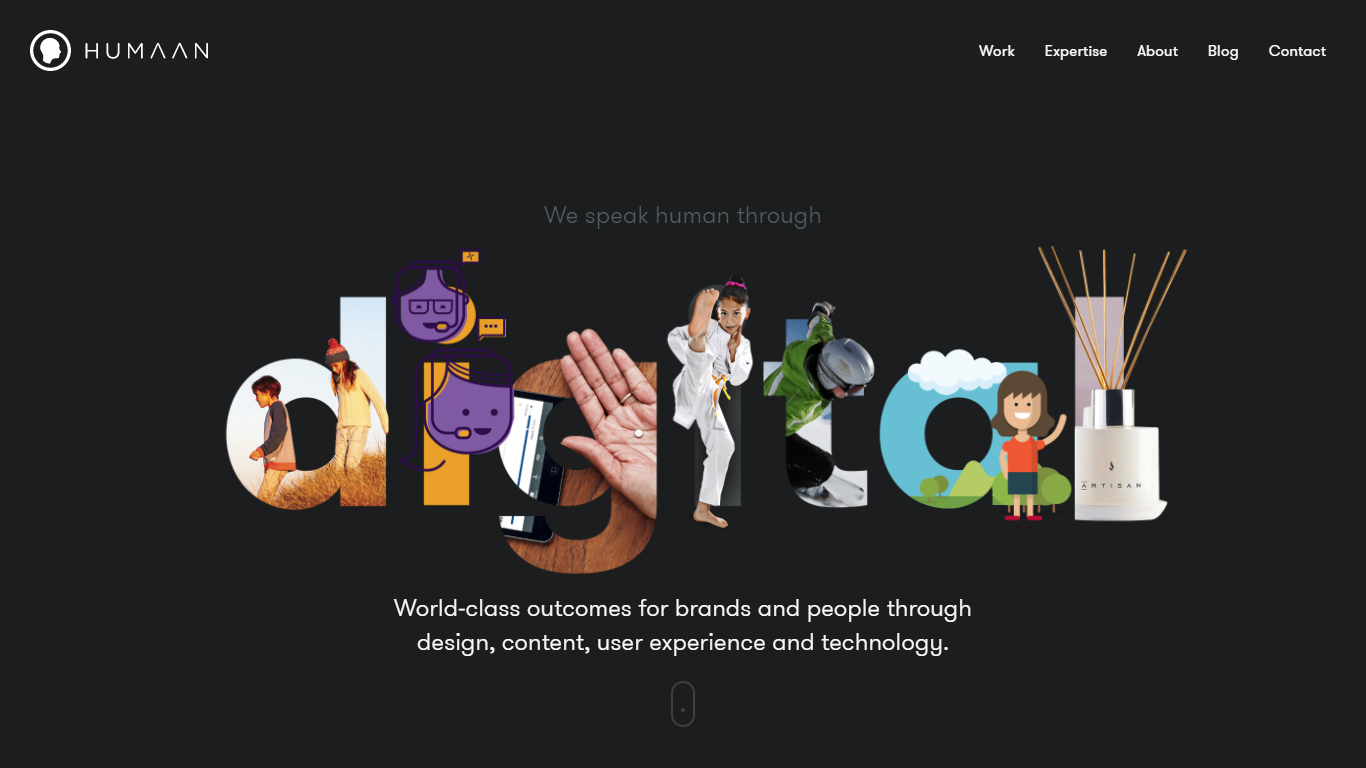 HUMAAN
Work
Expertise
About
Blog
Contact
We speak human through
digital
ARTISAN
World-class outcomes for brands and people through
design, content, user experience and technology.